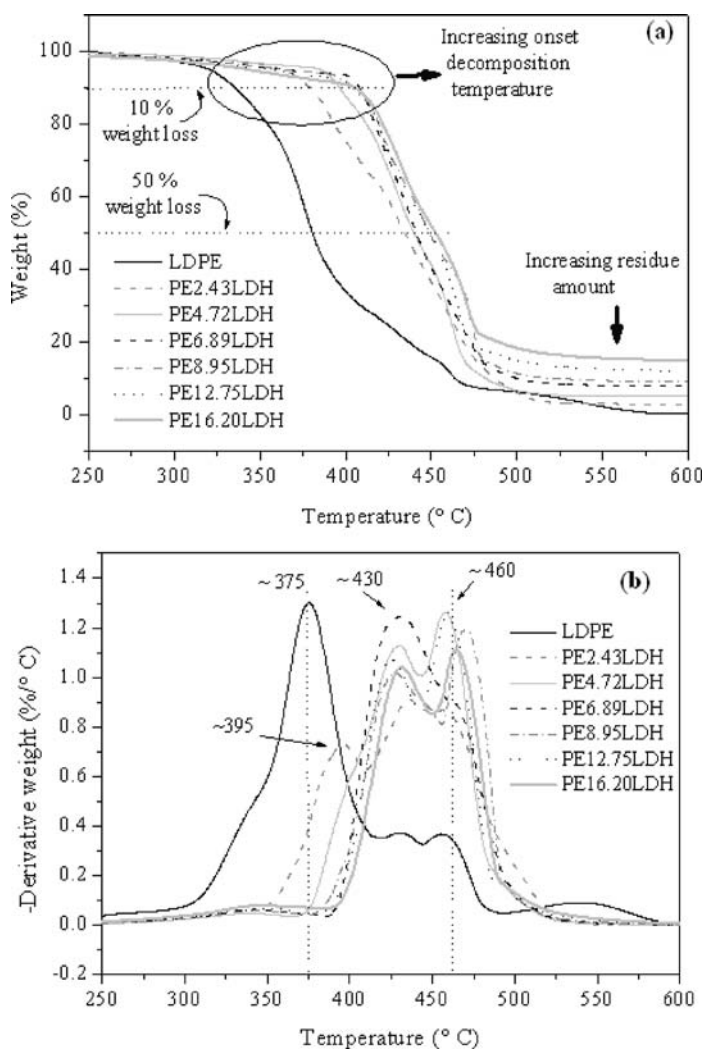 (a)
Increasing onset
decomposition
temperature
10 %
weight loss
50 %
weight loss
Increasing residue
amount
LDPE
PE2.43LDH
PE4.72LDH
PE6.89LDH
PE8.95LDH
PE12.75LDH
PE16.20LDH
Weight (%)
100
80
60
40
20
0
250 300 350 400 450 500 550 600
Temperature (° C)
(b)
~375
~430
~460
~395
LDPE
PE2.43LDH
PE4.72LDH
PE6.89LDH
PE8.95LDH
PE12.75LDH
PE16.20LDH
-Derivative weight (%/° C)
1.4
1.2
1.0
0.8
0.6
0.4
0.2
0.0
-0.2
250 300 350 400 450 500 550 600
Temperature (° C)